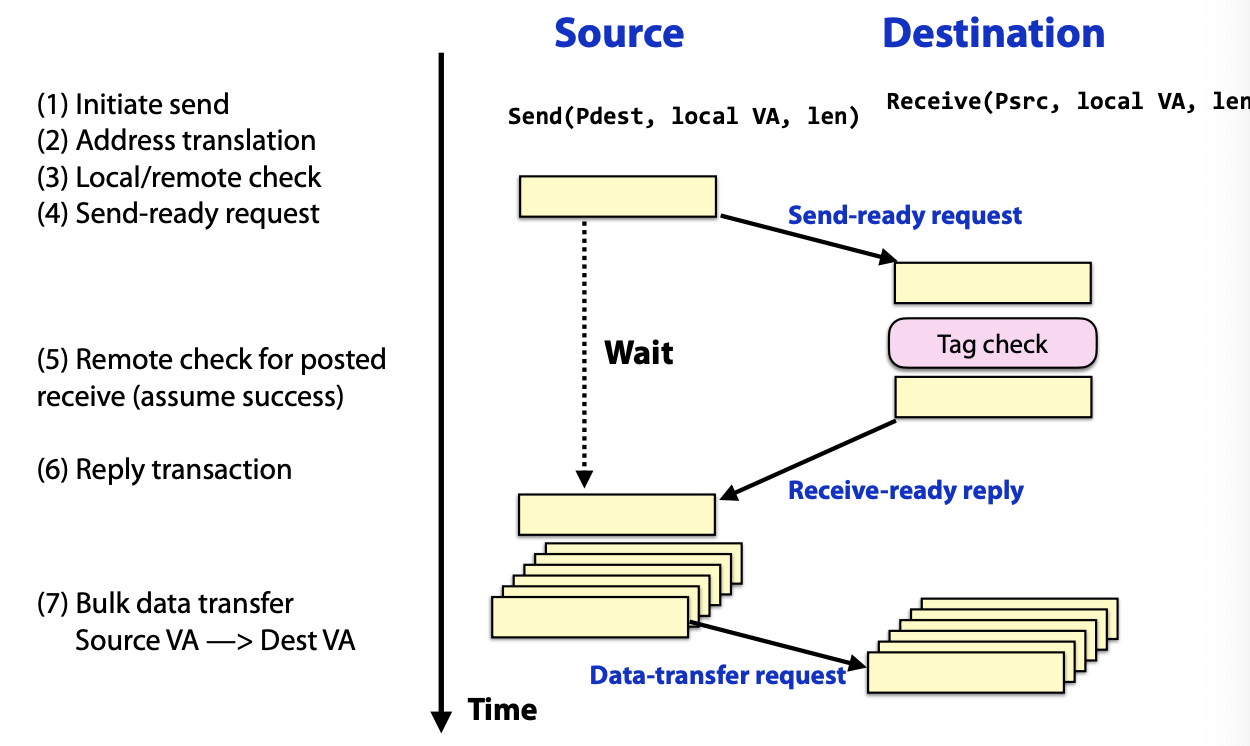 Source
Destination
(1) Initiate send
(2) Address translation
(3) Local/remote check
(4) Send-ready request
Send(Pdest, local VA, len)
Receive(Psrc, local VA, len
Send-ready request
Tag check
Wait
(5) Remote check for posted
receive (assume success)
(6) Reply transaction
Receive-ready reply
(7) Bulk data transfer
Source VA —> Dest VA
Data-transfer request
Time